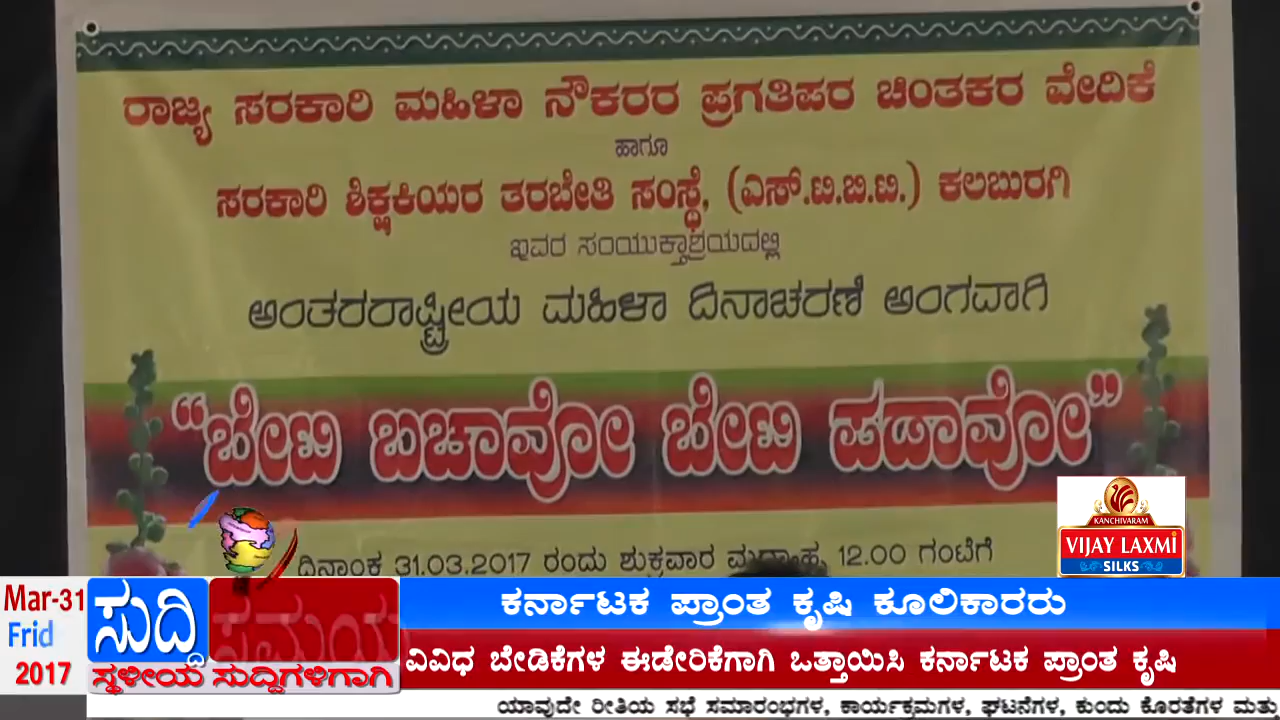 ರಾಜ್ಯ ಸರಕಾರಿ ಮಹಿಳಾ ನೌಕರರ ಪ್ರಗತಿಪರ ಚಿಂತಕರ ವೇದಿಕೆ
ಹಾಗೂ
ಸರಕಾರಿ ಶಿಕ್ಷಕಿಯರ ತರಬೇತಿ ಸಂಸ್ಥೆ, (ಎಸ್.ಟಿ.ಬಿ.ಟಿ.) ಕಲಬುರಗಿ
ಇವರ ಸಂಯುಕ್ತಾಶ್ರಯದಲ್ಲಿ
ಅಂತರರಾಷ್ಟ್ರೀಯ ಮಹಿಳಾ ದಿನಾಚರಣೆ ಅಂಗವಾಗಿ
“ಬೇಟಿ ಬಚಾವೋ ಬೇಟಿ ಪಡಾವೋ”
ದಿನಾಂಕ 31.03.2017 ರಂದು ಶುಕ್ರವಾರ ಮಧ್ಯಾಹ್ನ 12.00 ಗಂಟೆಗೆ
KANCHIVARAM
VIJAY LAXMi
SILKS
Mar-31
Frid
2017
ಸುದ್ದಿ
ಸಮಯ
ಸ್ಥಳೀಯ ಸುದ್ದಿಗಳಿಗಾಗಿ
ಕರ್ನಾಟಕ ಪ್ರಾಂತ ಕೃಷಿ ಕೂಲಿಕಾರರು
ವಿವಿಧ ಬೇಡಿಕೆಗಳ ಈಡೇರಿಕೆಗಾಗಿ ಒತ್ತಾಯಿಸಿ ಕರ್ನಾಟಕ ಪ್ರಾಂತ ಕೃಷಿ
ಯಾವುದೇ ರೀತಿಯ ಸಭೆ ಸಮಾರಂಭಗಳ, ಕಾರ್ಯಕ್ರಮಗಳ, ಘಟನೆಗಳ, ಕುಂದು ಕೊರತೆಗಳ ಮತ್ತು